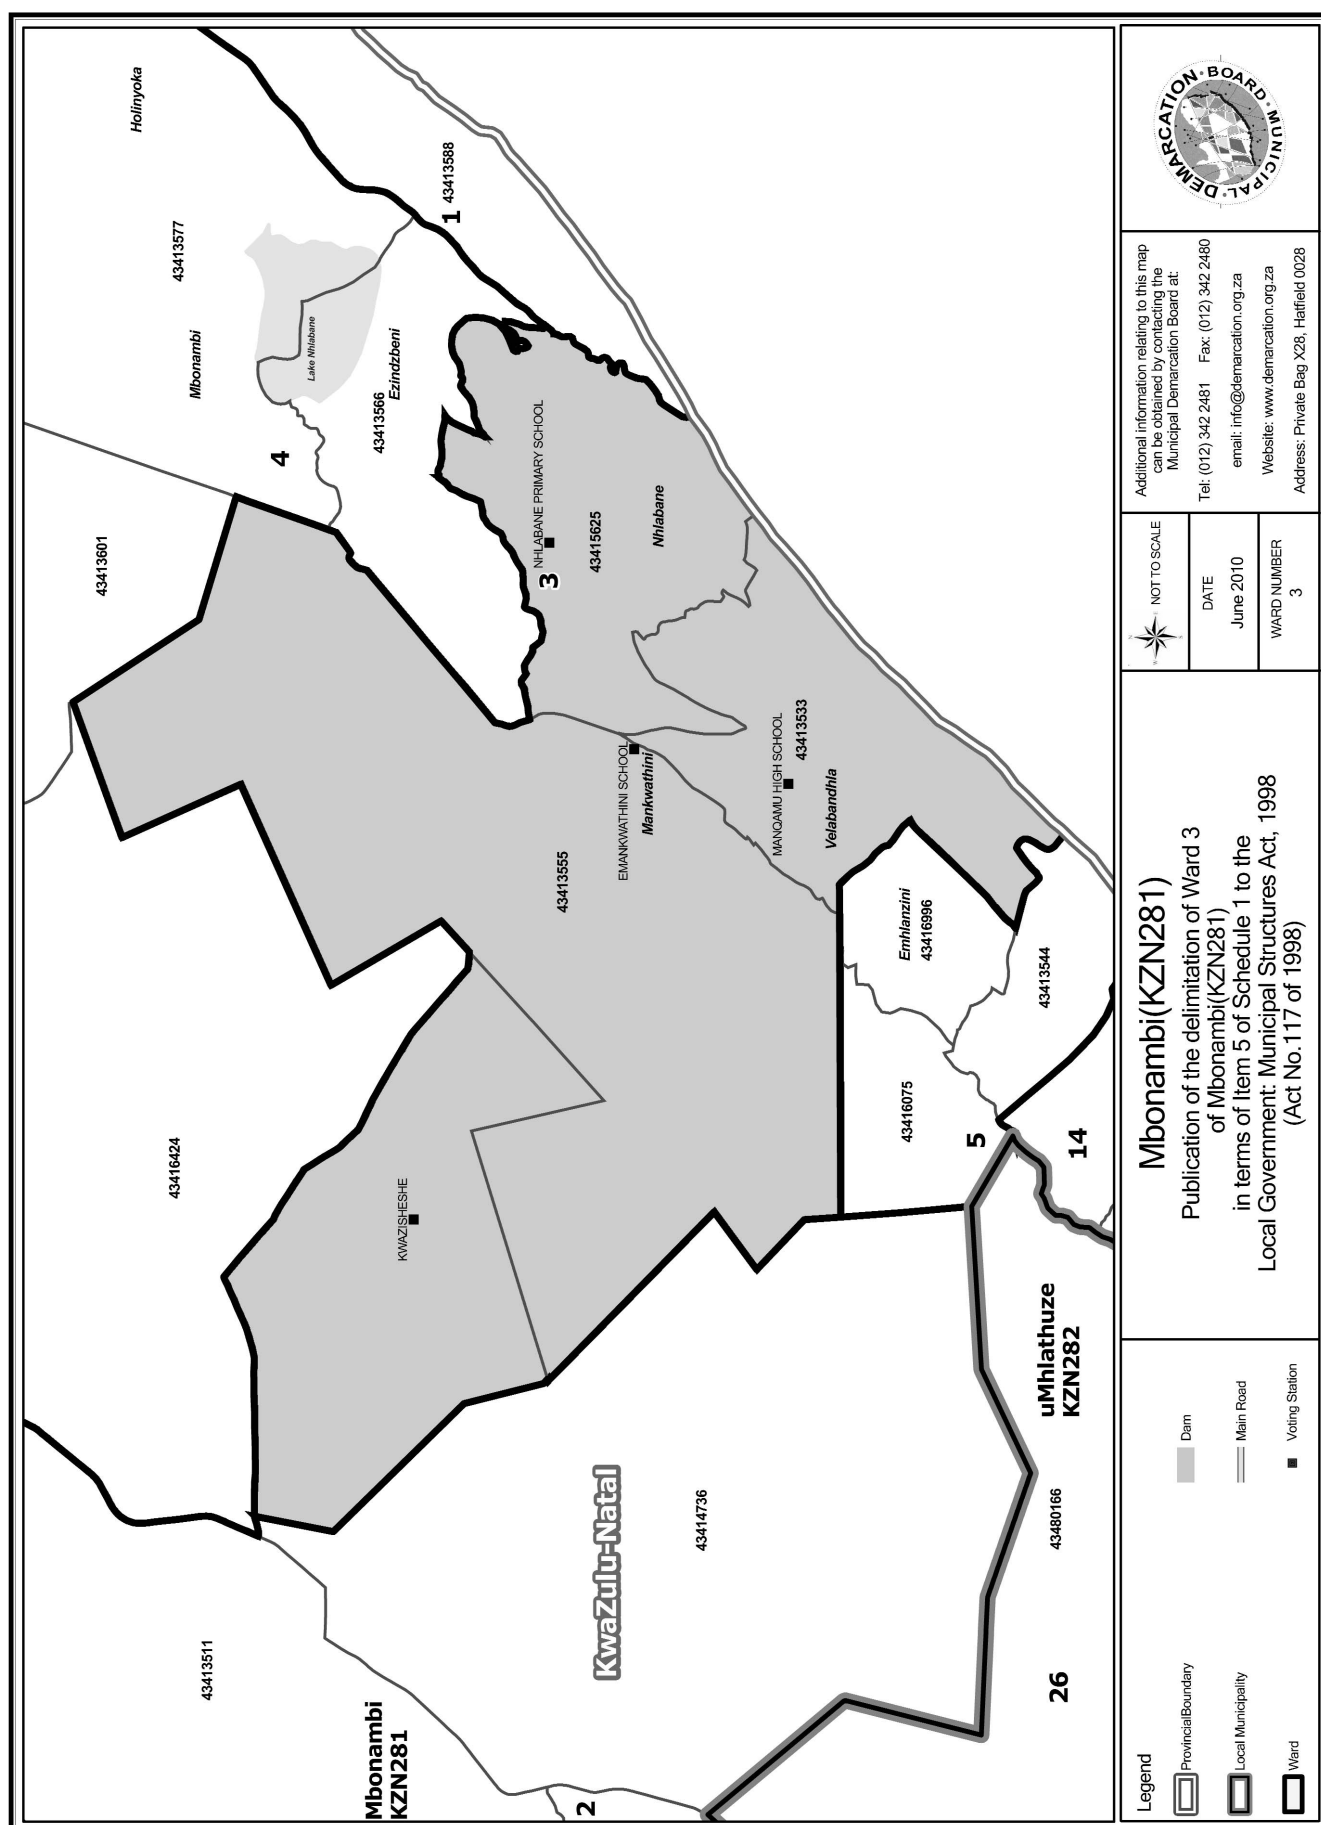 Holinyoka
43413577
Mbonambi
43413588
1
Lake Nhlabane
Ezindzbeni
43413566
4
43413601
NHLABANE PRIMARY SCHOOL
3
43415625
Nhlabane
EMANKWATHINI SCHOOL
Mankwathini
MANQAMU HIGH SCHOOL
43413533
Velabandhla
43413555
Emhlanzini
43416996
43413544
43416075
5
14
43416424
KWAZISHESHE
uMhlathuze
KZN282
KwaZulu-Natal
43414736
43480166
26
43413511
Mbonambi
KZN281
2
Legend
ProvincialBoundary
Local Municipality
Ward
Dam
Main Road
Voting Station
Mbonambi(KZN281)
Publication of the delimitation of Ward 3
of Mbonambi(KZN281)
in terms of Item 5 of Schedule 1 to the
Local Government: Municipal Structures Act, 1998
(Act No.117 of 1998)
N
W
S
NOT TO SCALE
DATE
June 2010
WARD NUMBER
3
Additional information relating to this map
can be obtained by contacting the
Municipal Demarcation Board at:
Tel: (012) 342 2481 Fax: (012) 342 2480
email: info@demarcation.org.za
Website: www.demarcation.org.za
Address: Private Bag X28, Hatfield 0028
MUNICIPAL · DEMARCATION · BOARD ·